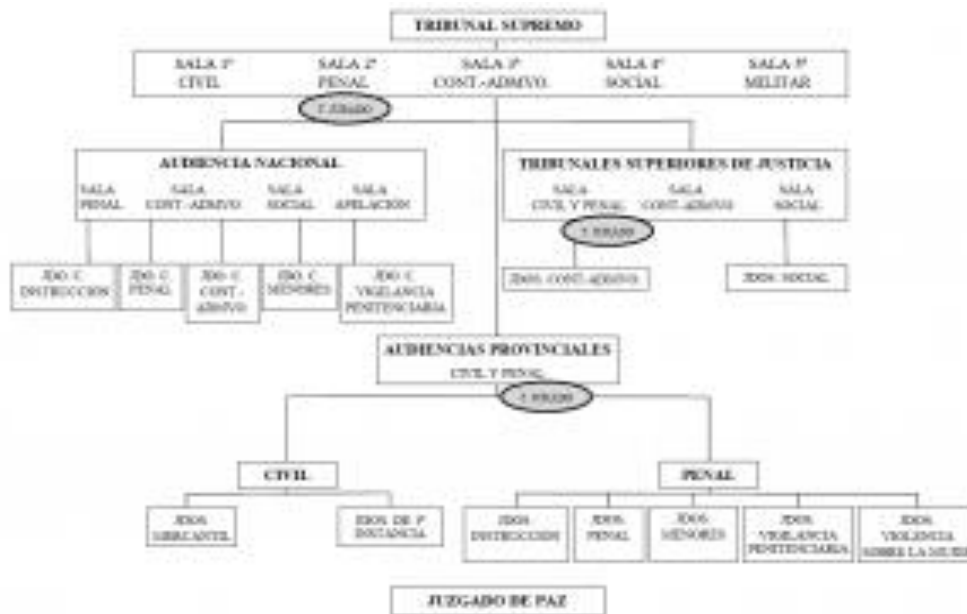 TRIBUNAL SUPREMO
SALA 1ª SALA 2ª SALA 3ª SALA 4ª SALA 5ª
CIVIL PENAL CONT.-ADMVO. SOCIAL MILITAR
T. JURADO
AUDIENCIA NACIONAL
SALA SALA SALA SALA
PENAL CONT.-ADMVO SOCIAL APELACIÓN
TRIBUNALES SUPERIORES DE JUSTICIA
SALA SALA SALA
CIVIL Y PENAL CONT.-ADMVO SOCIAL
T. JURADO
JDO. C. JDO. C. JDO. C. JDO. C. JDO. C.
INSTRUCCION PENAL CONT.- MENORES VIGILANCIA
ADMVO PENITENCIARIA
JDOS. CONT-ADMVO
JDOS. SOCIAL
AUDIENCIAS PROVINCIALES
CIVIL Y PENAL
T. JURADO
CIVIL
PENAL
JDOS. JDOS. DE 1ª
MERCANTIL INSTANCIA
JDOS. JDOS. JDOS. JDOS. JDOS.
INSTRUCCION PENAL MENORES VIGILANCIA VIOLENCIA
PENITENCIARIA SOBRE LA MUJER
JUZGADO DE PAZ